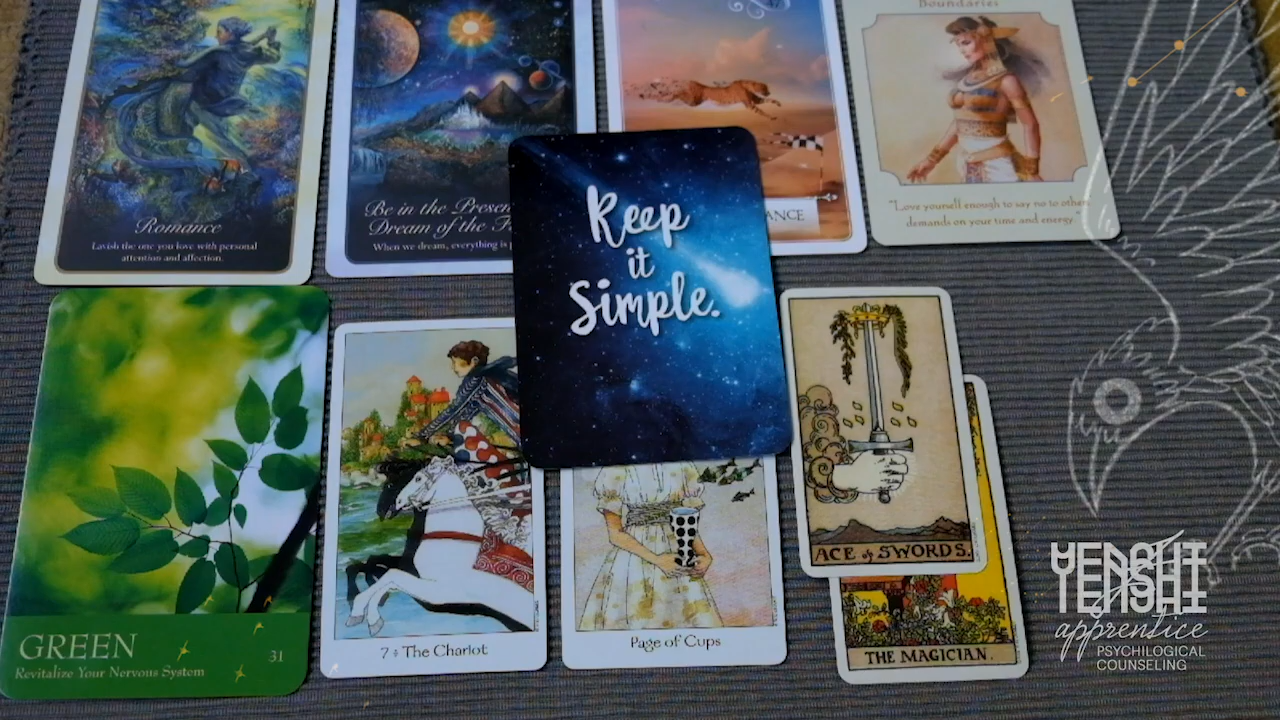 Boundaries
Romance
Lavish the one you love with personal
attention and affection.
Be in the
Dream of the
When we dream, everything is
ANCE
"Love yourself enough to say no to others'
demands on your time and energy."
Keep
it
Simple.
GREEN
Revitalize Your Nervous System
31
7 ÷ The Chariot
Page of Cups
ACE of SWORDS.
THE MAGICIAN.
YENSHI
apprentice
PSYCHILOGICAL
COUNSELING